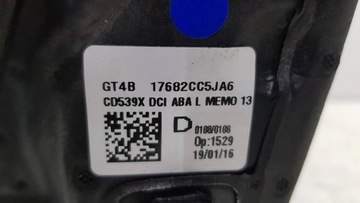 GT4B 17682CC5JA6
CD539X DCI ABA L MEMO 13
D 0108/0108
Op:1529
19/01/16